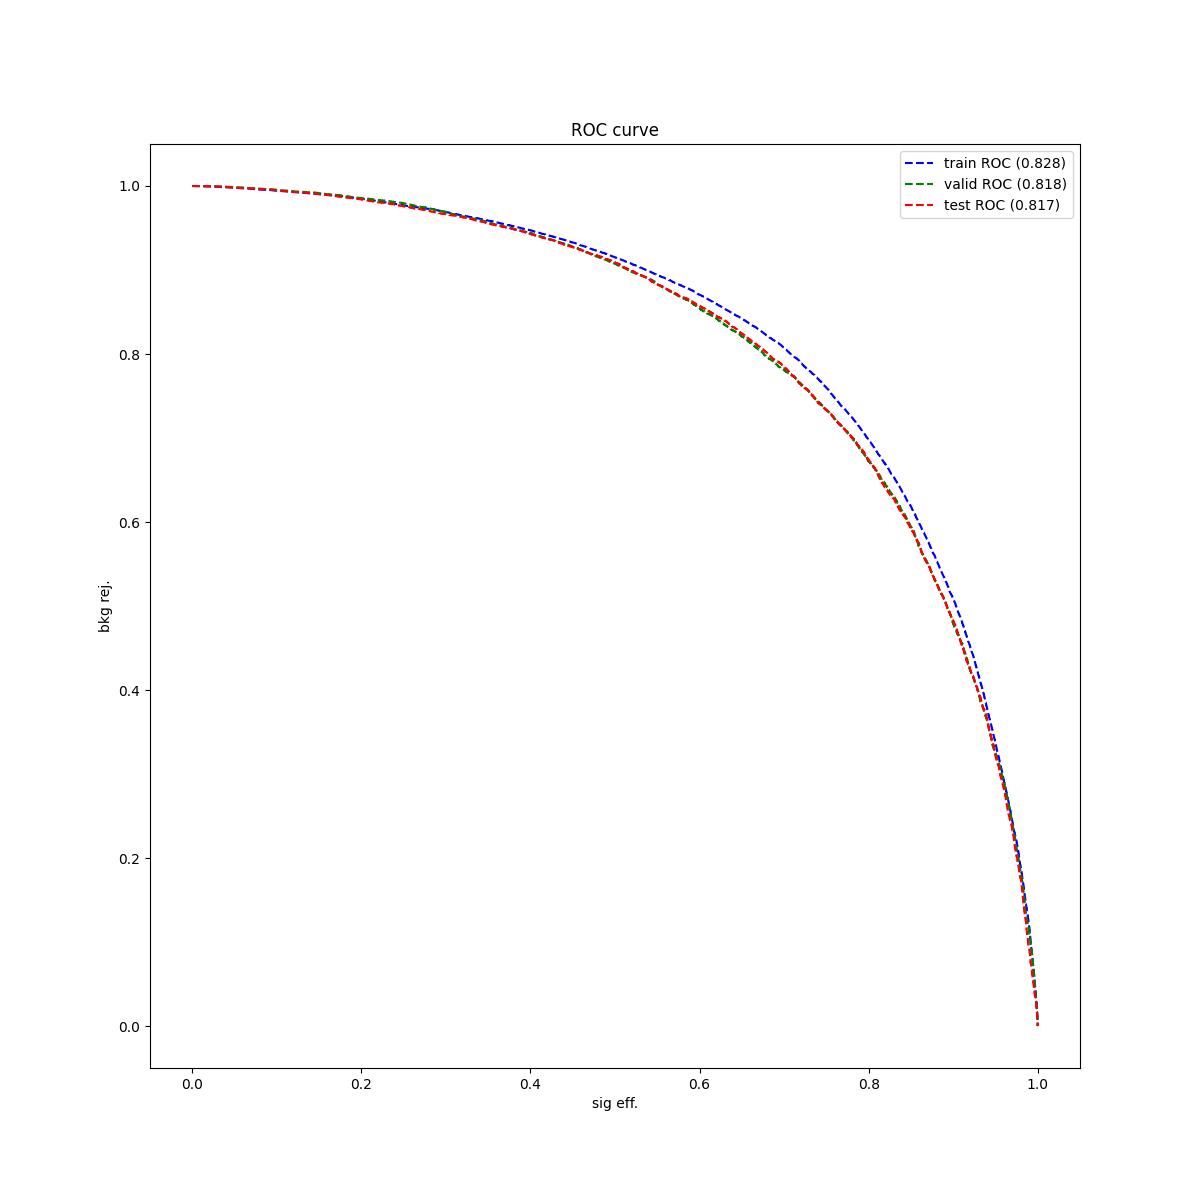 ROC curve
train ROC (0.828)
valid ROC (0.818)
test ROC (0.817)
1.0
0.8
0.6
0.4
0.2
0.0
bkg rej.
0.0 0.2 0.4 0.6 0.8 1.0
sig eff.